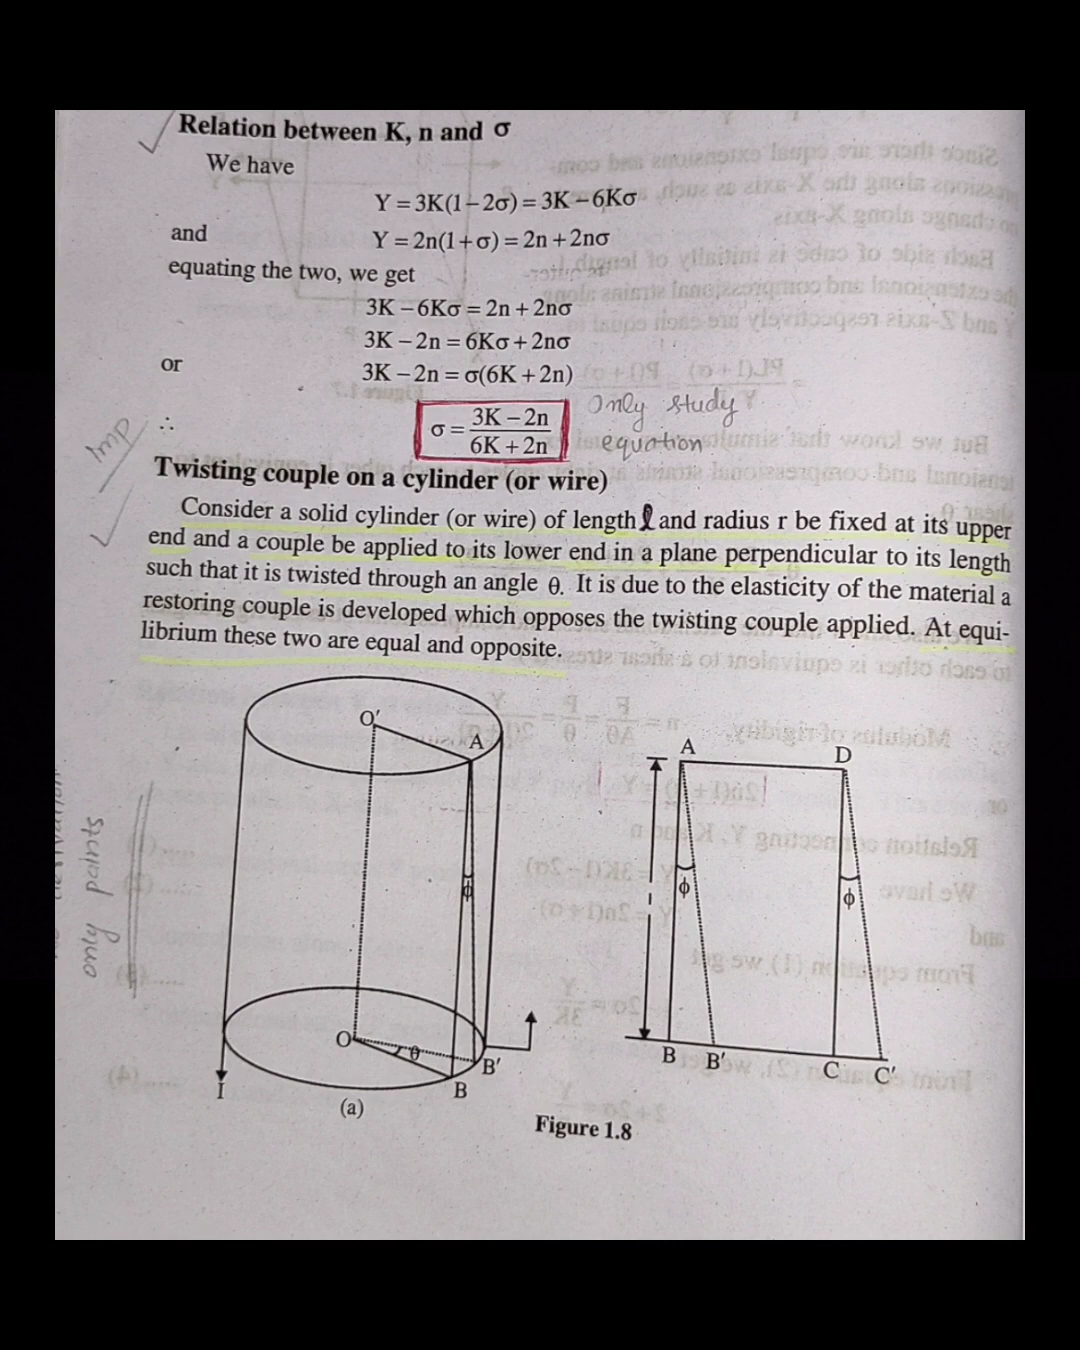 Relation between K, n and σ
We have
Y = 3K(1 – 2σ) = 3K – 6Kσ
and
Y = 2n(1 + σ) = 2n + 2nσ
equating the two, we get
3K – 6Kσ = 2n + 2nσ
3K – 2n = 6Kσ + 2nσ
or
3K – 2n = σ(6K + 2n)
Only study
∴
σ = (3K – 2n) / (6K + 2n)
equation
Imp
Twisting couple on a cylinder (or wire)
Consider a solid cylinder (or wire) of length l and radius r be fixed at its upper
end and a couple be applied to its lower end in a plane perpendicular to its length
such that it is twisted through an angle θ. It is due to the elasticity of the material a
restoring couple is developed which opposes the twisting couple applied. At equi-
librium these two are equal and opposite.
only points
O' A
ϕ
O θ B'
B
I
(a)
A D
l
ϕ ϕ
B B' C C'
Figure 1.8